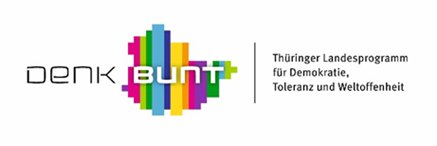 DENK BUNT
Thüringer Landesprogramm
für Demokratie,
Toleranz und Weltoffenheit